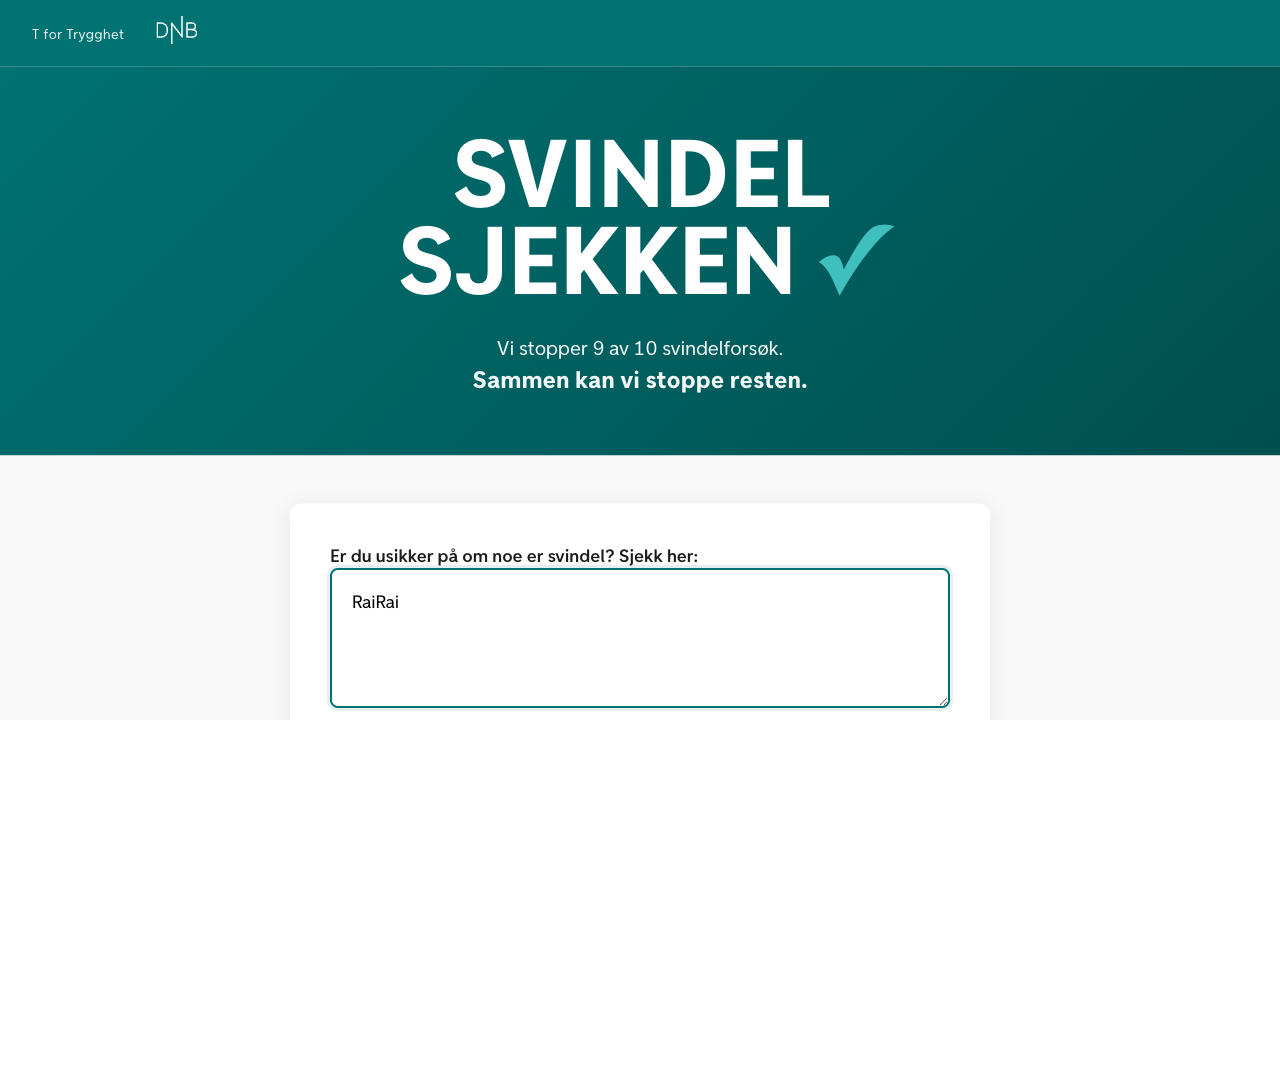 T for Trygghet
DNB
SVINDEL
SJEKKEN
Vi stopper 9 av 10 svindelforsøk.
Sammen kan vi stoppe resten.
Er du usikker på om noe er svindel? Sjekk her:
RaiRai